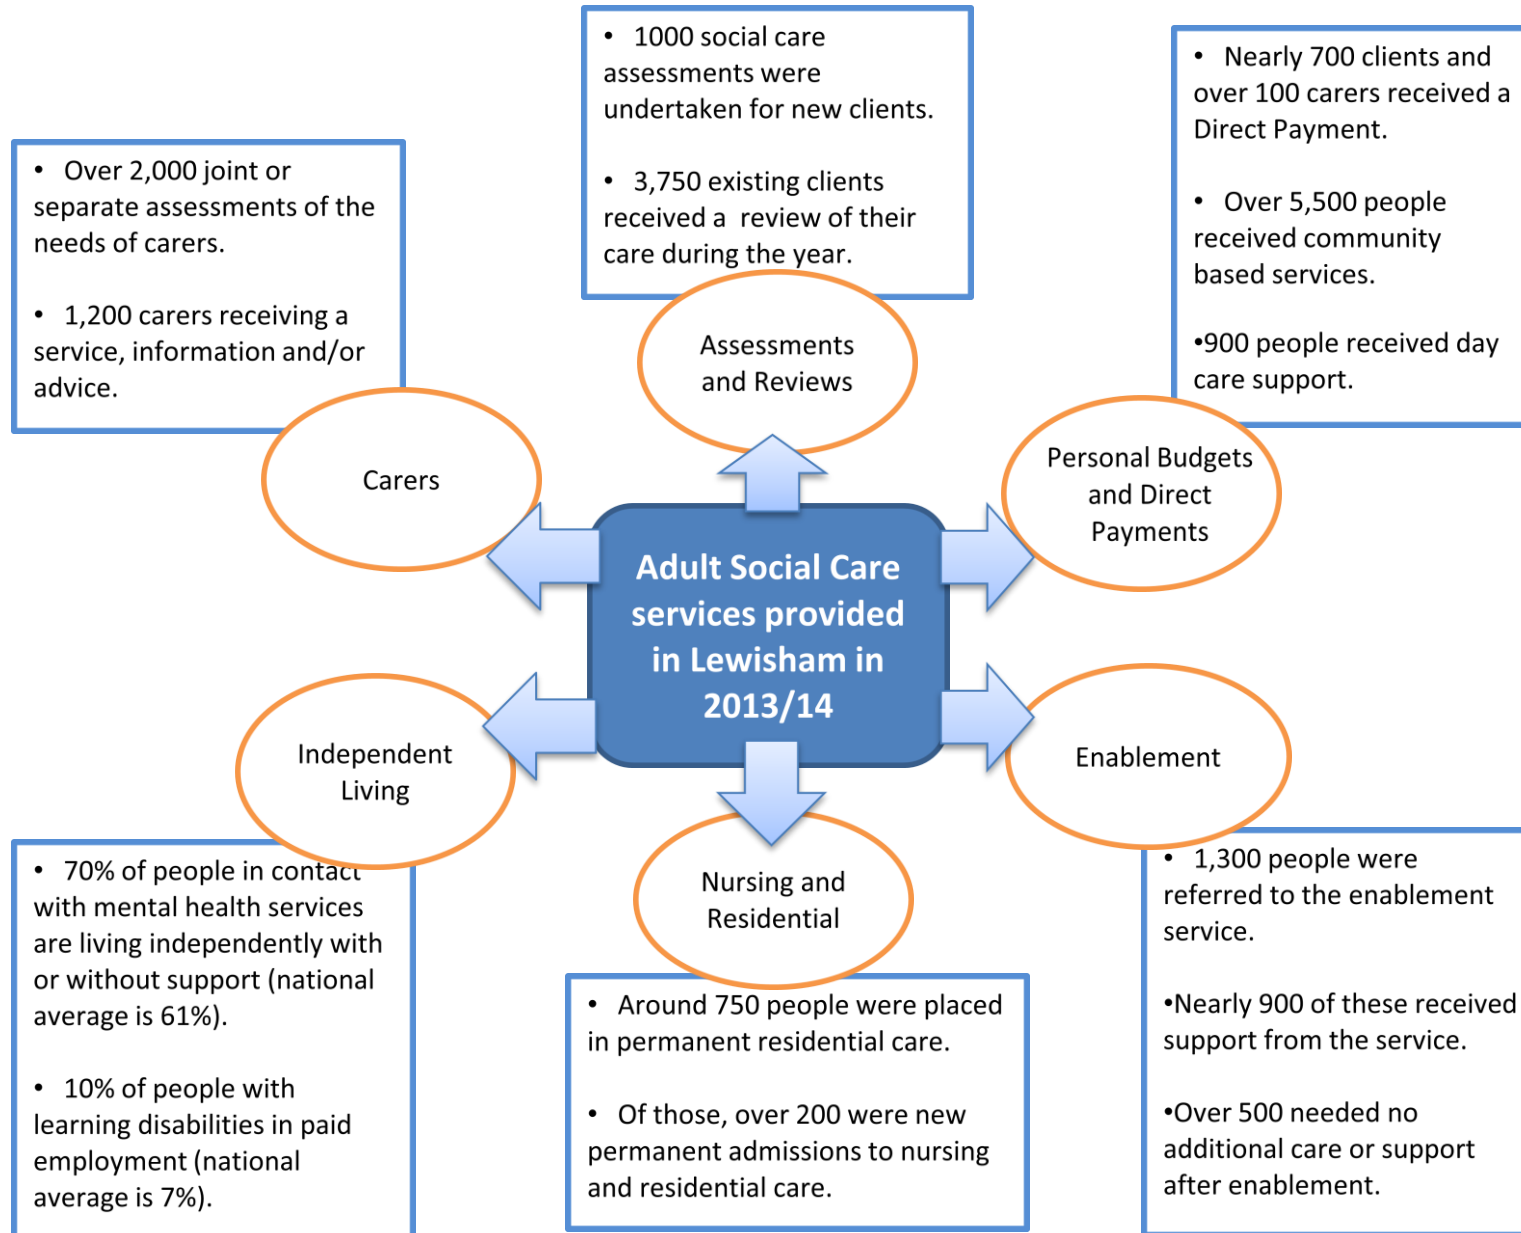 • 1000 social care
assessments were
undertaken for new clients.
• 3,750 existing clients
received a review of their
care during the year.
Assessments
and Reviews
• Nearly 700 clients and
over 100 carers received a
Direct Payment.
• Over 5,500 people
received community
based services.
•900 people received day
care support.
Personal Budgets
and Direct
Payments
• Over 2,000 joint or
separate assessments of the
needs of carers.
• 1,200 carers receiving a
service, information and/or
advice.
Carers
Adult Social Care
services provided
in Lewisham in
2013/14
Independent
Living
• 70% of people in contact
with mental health services
are living independently with
or without support (national
average is 61%).
• 10% of people with
learning disabilities in paid
employment (national
average is 7%).
Nursing and
Residential
• Around 750 people were placed
in permanent residential care.
• Of those, over 200 were new
permanent admissions to nursing
and residential care.
Enablement
• 1,300 people were
referred to the enablement
service.
•Nearly 900 of these received
support from the service.
•Over 500 needed no
additional care or support
after enablement.